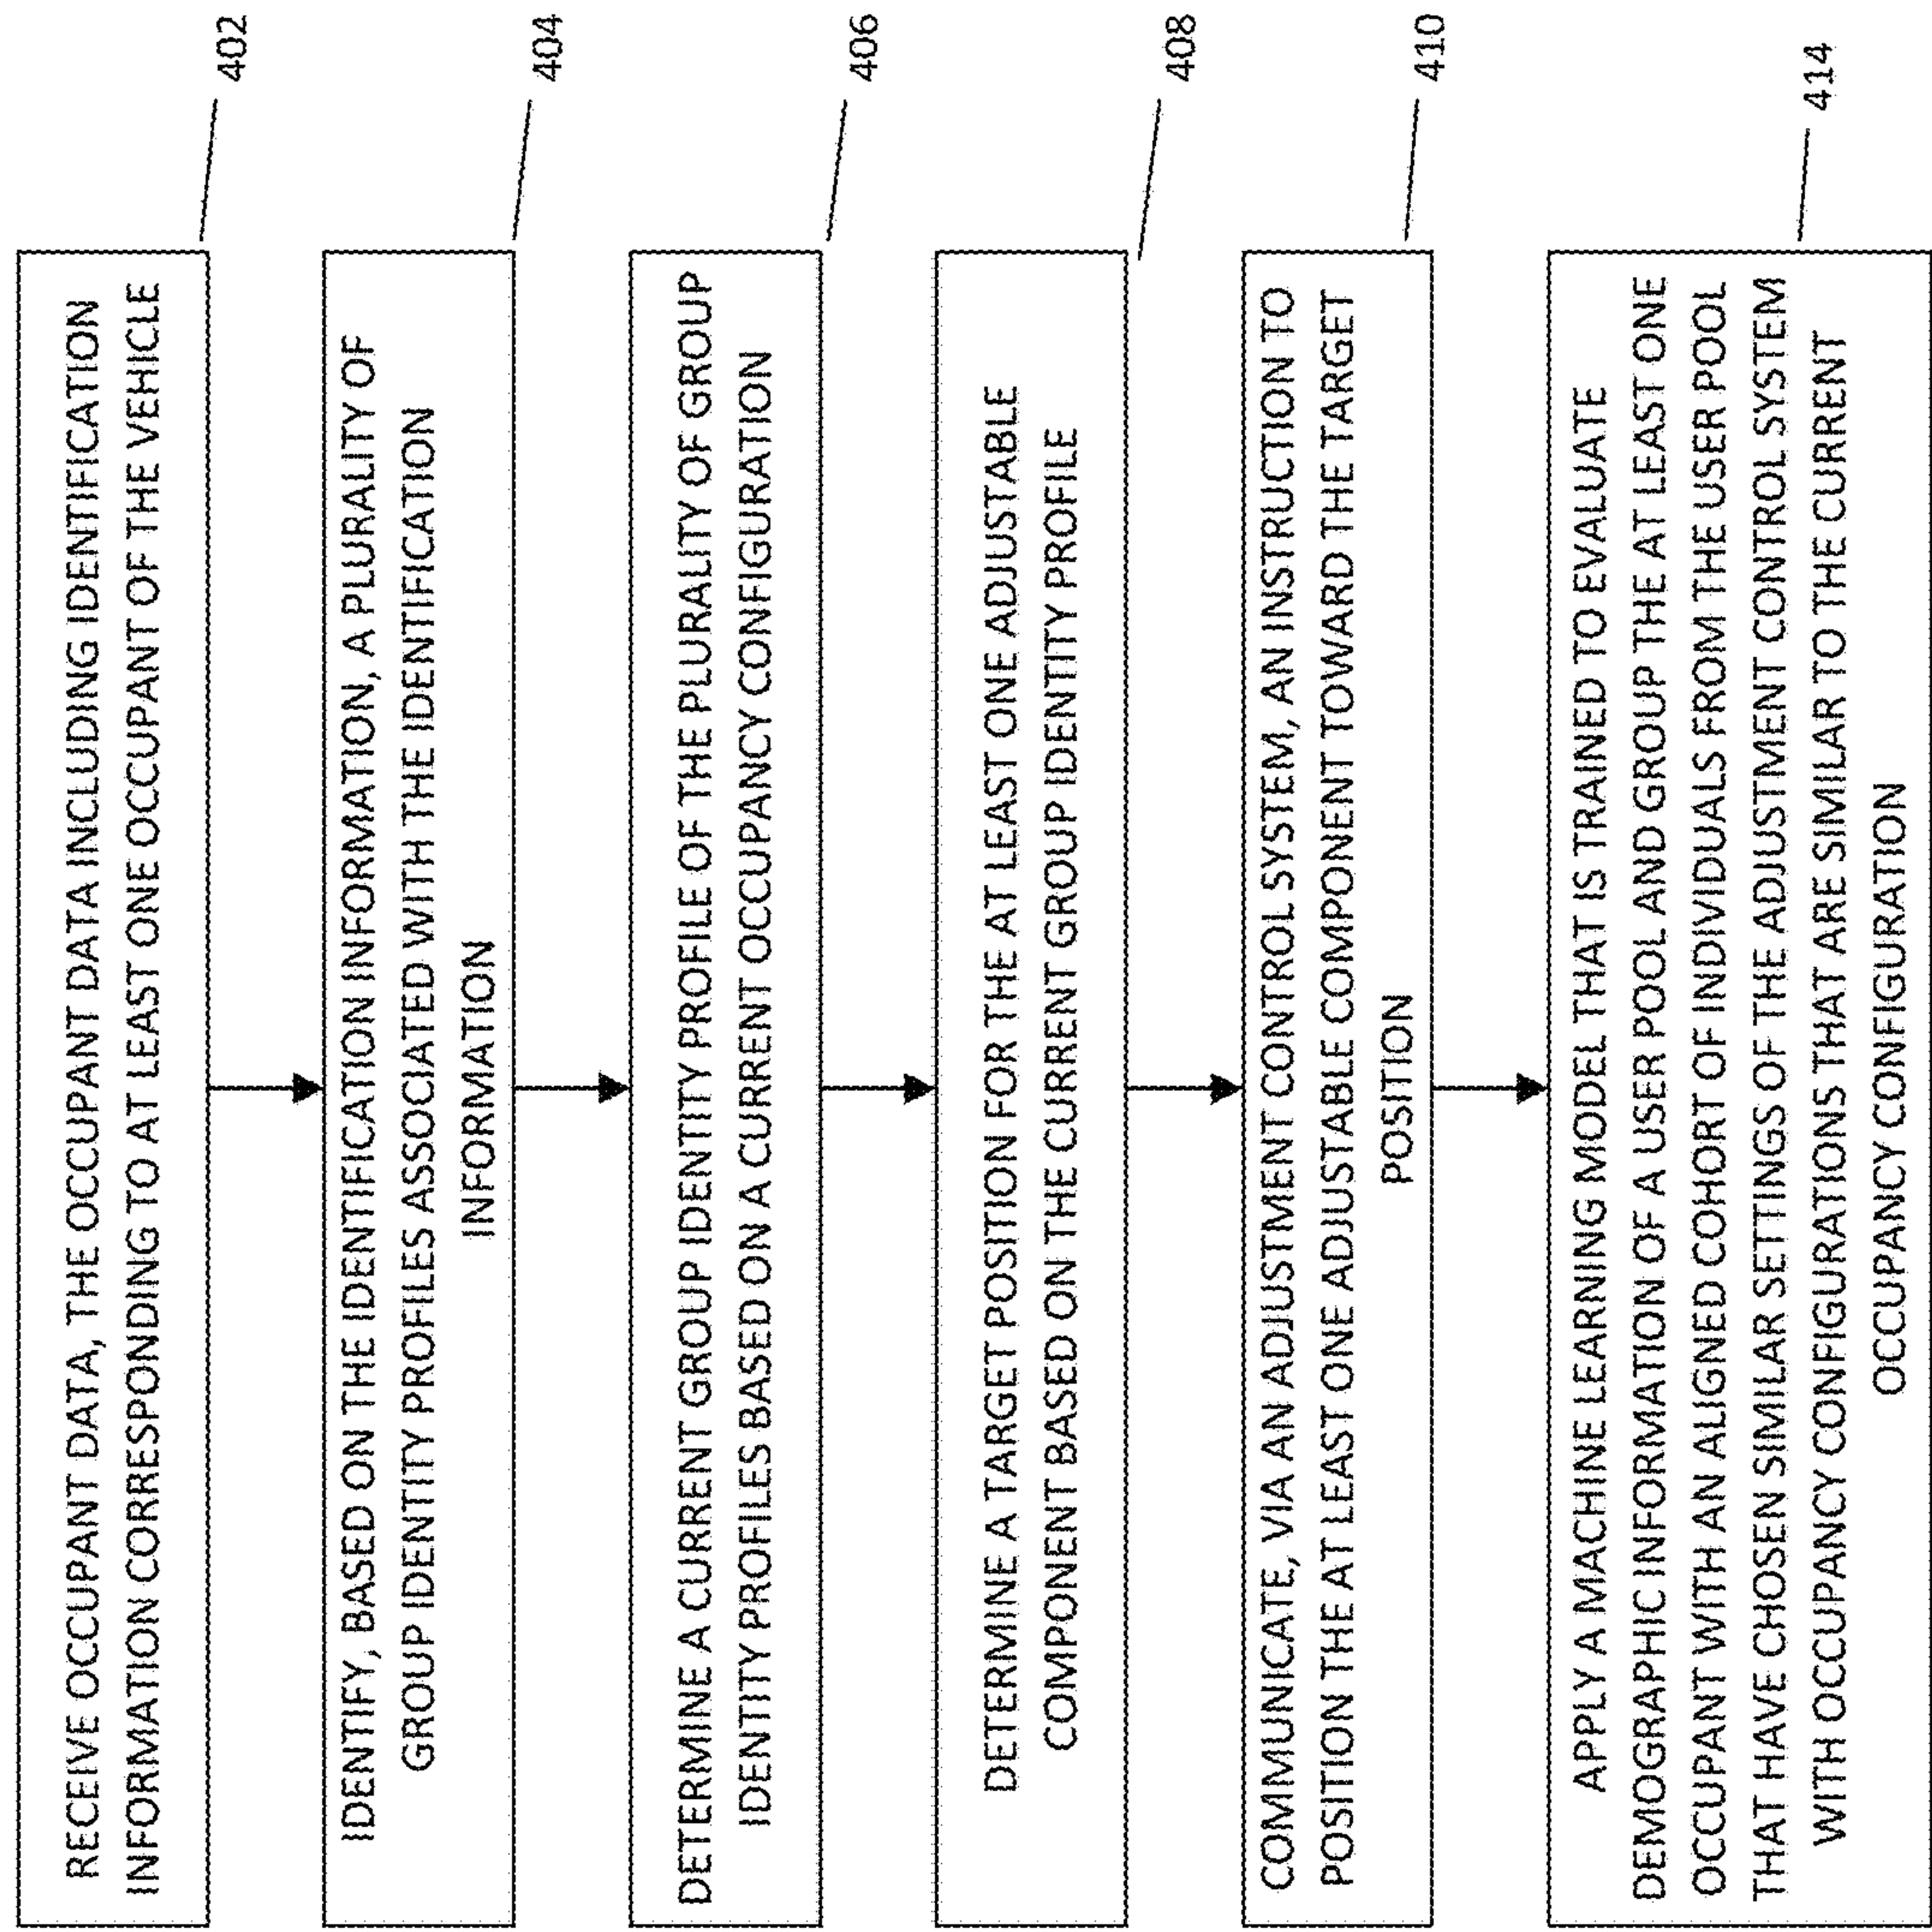 RECEIVE OCCUPANT DATA, THE OCCUPANT DATA INCLUDING IDENTIFICATION
INFORMATION CORRESPONDING TO AT LEAST ONE OCCUPANT OF THE VEHICLE
402
IDENTIFY, BASED ON THE IDENTIFICATION INFORMATION, A PLURALITY OF
GROUP IDENTITY PROFILES ASSOCIATED WITH THE IDENTIFICATION
INFORMATION
404
DETERMINE A CURRENT GROUP IDENTITY PROFILE OF THE PLURALITY OF GROUP
IDENTITY PROFILES BASED ON A CURRENT OCCUPANCY CONFIGURATION
406
DETERMINE A TARGET POSITION FOR THE AT LEAST ONE ADJUSTABLE
COMPONENT BASED ON THE CURRENT GROUP IDENTITY PROFILE
408
COMMUNICATE, VIA AN ADJUSTMENT CONTROL SYSTEM, AN INSTRUCTION TO
POSITION THE AT LEAST ONE ADJUSTABLE COMPONENT TOWARD THE TARGET
POSITION
410
APPLY A MACHINE LEARNING MODEL THAT IS TRAINED TO EVALUATE
DEMOGRAPHIC INFORMATION OF A USER POOL AND GROUP THE AT LEAST ONE
OCCUPANT WITH AN ALIGNED COHORT OF INDIVIDUALS FROM THE USER POOL
THAT HAVE CHOSEN SIMILAR SETTINGS OF THE ADJUSTMENT CONTROL SYSTEM
WITH OCCUPANCY CONFIGURATIONS THAT ARE SIMILAR TO THE CURRENT
OCCUPANCY CONFIGURATION
414